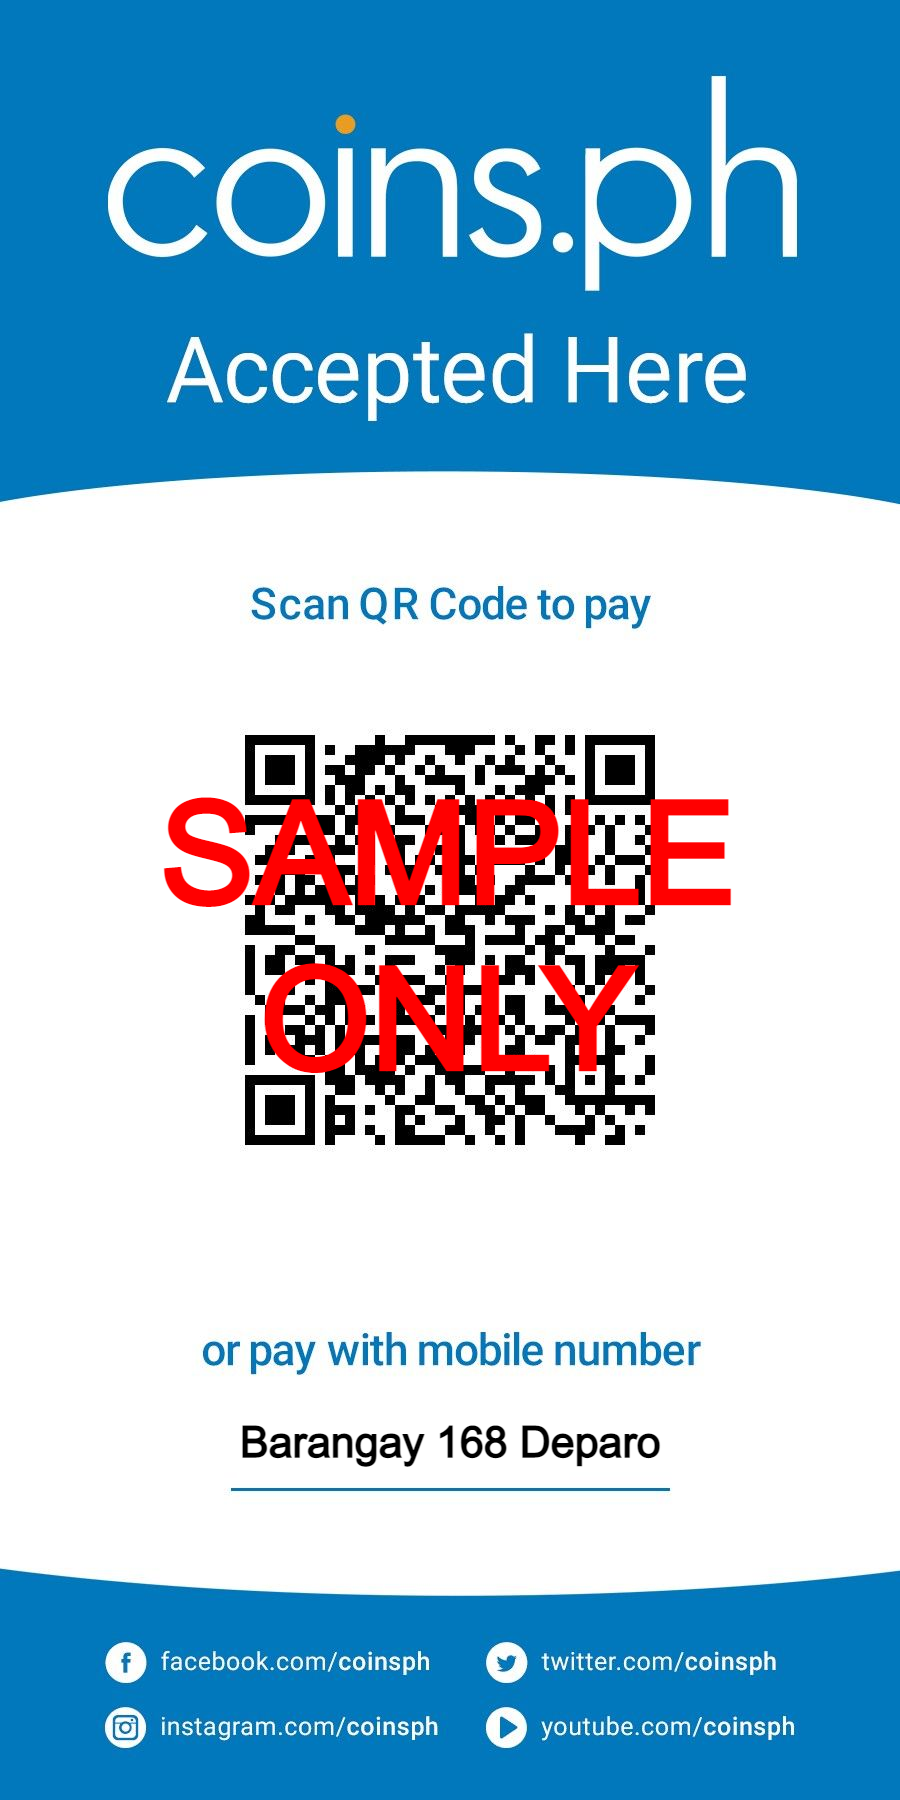 coins.ph
Accepted Here
Scan QR Code to pay
SAMPLE
ONLY
or pay with mobile number
Barangay 168 Deparo
facebook.com/coinsph
twitter.com/coinsph
instagram.com/coinsph
youtube.com/coinsph